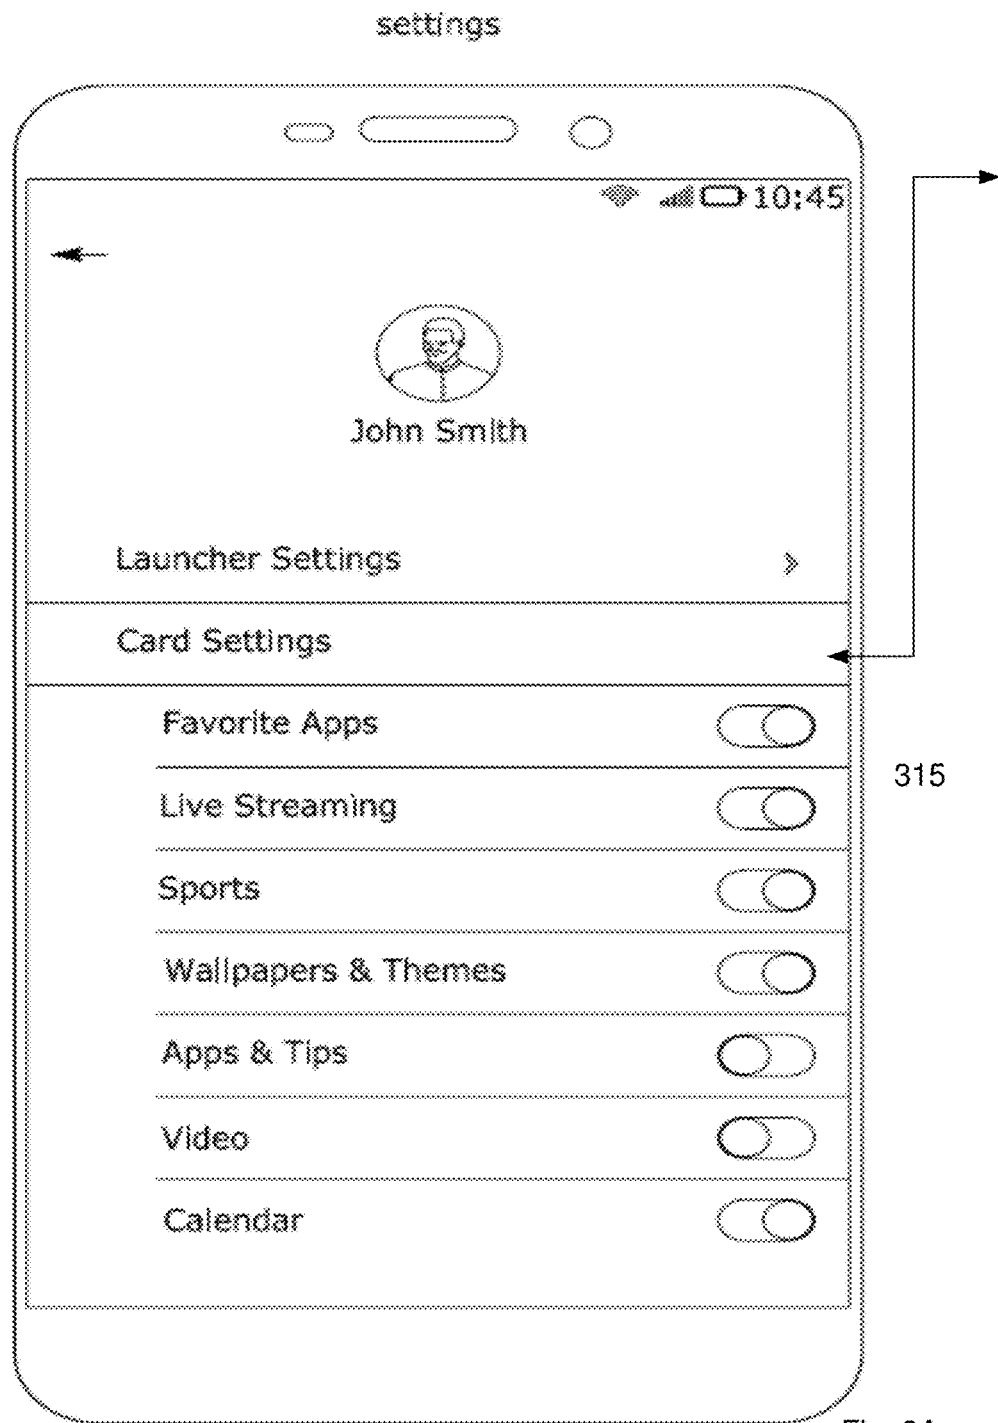 settings
10:45
John Smith
Launcher Settings
Card Settings
Favorite Apps
Live Streaming
315
Sports
Wallpapers & Themes
Apps & Tips
Video
Calendar